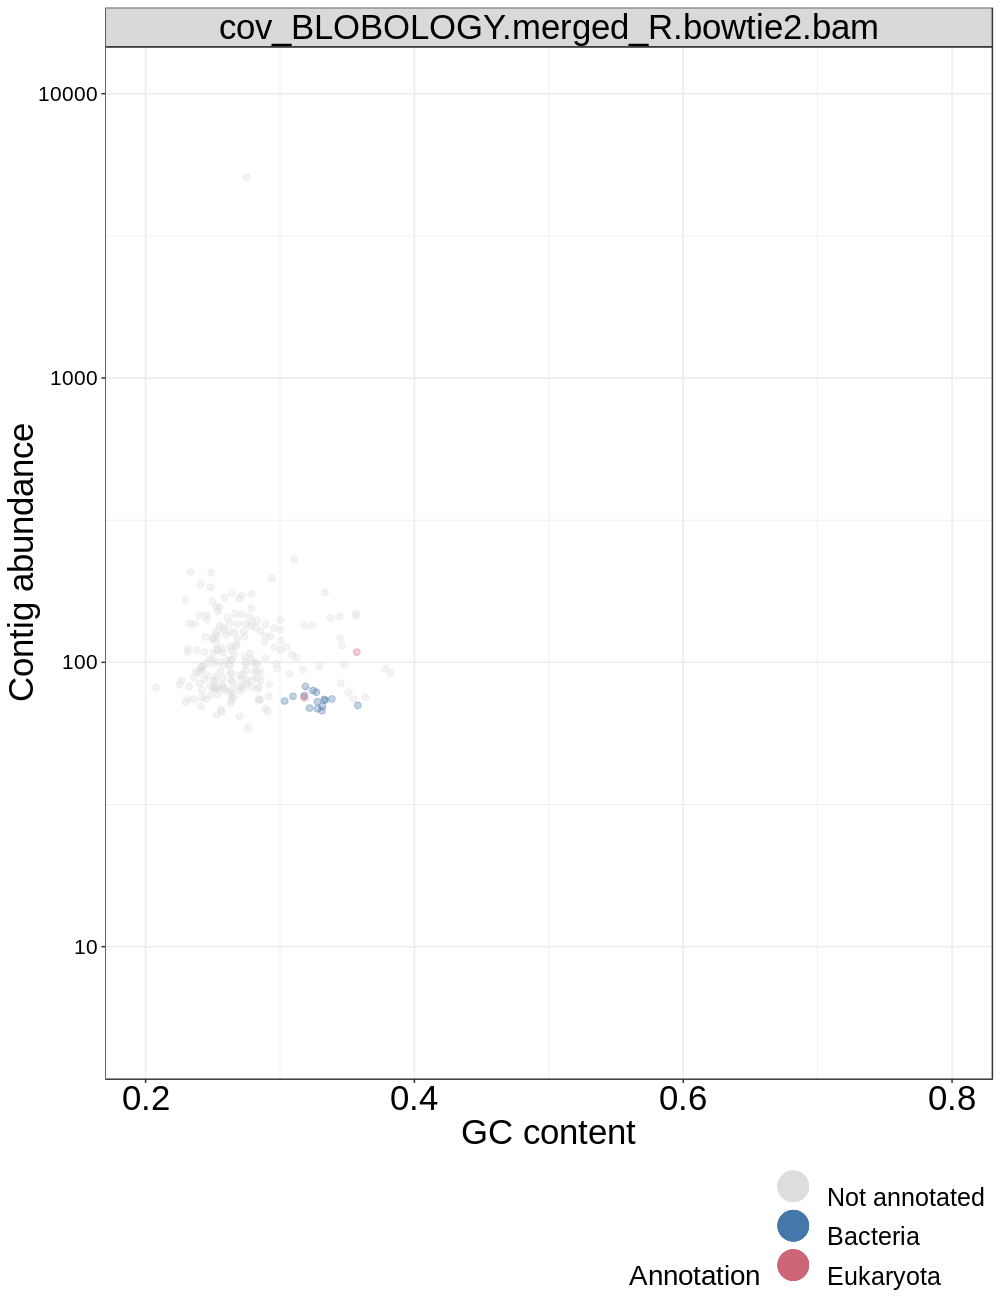 cov_BLOBOLOGY.merged_R.bowtie2.bam
10000
1000
100
10
Contig abundance
0.2 0.4 0.6 0.8
GC content
Annotation
Not annotated
Bacteria
Eukaryota